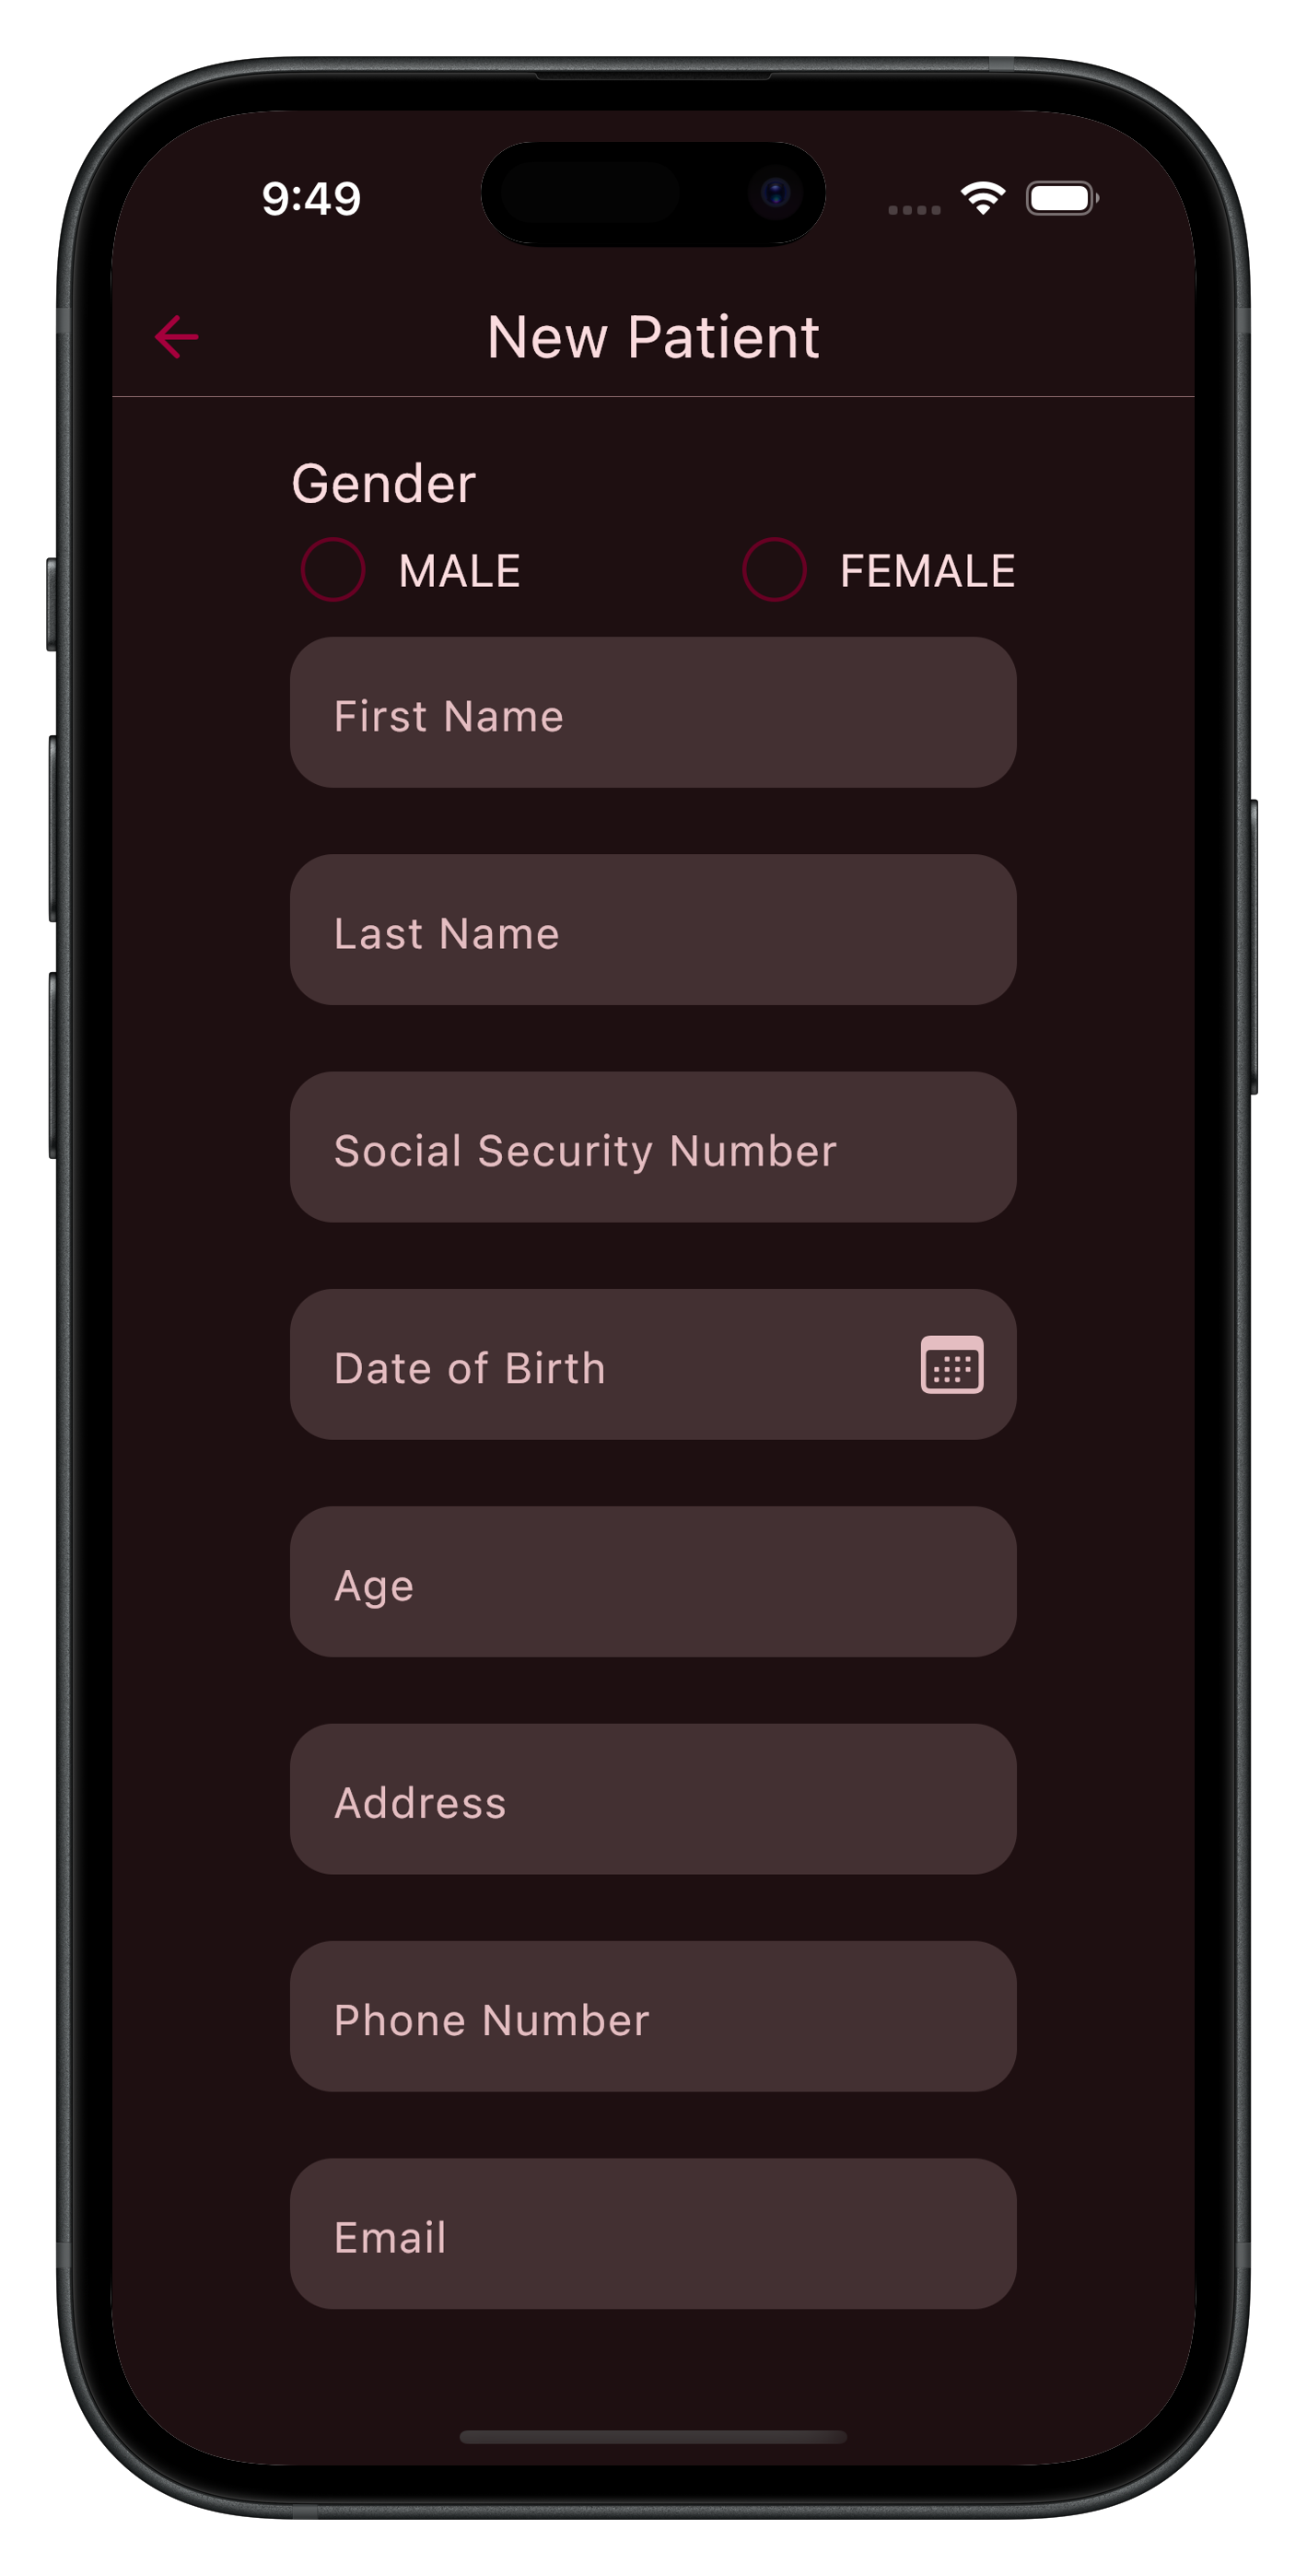 9:49
New Patient
Gender
MALE FEMALE
First Name
Last Name
Social Security Number
Date of Birth
Age
Address
Phone Number
Email